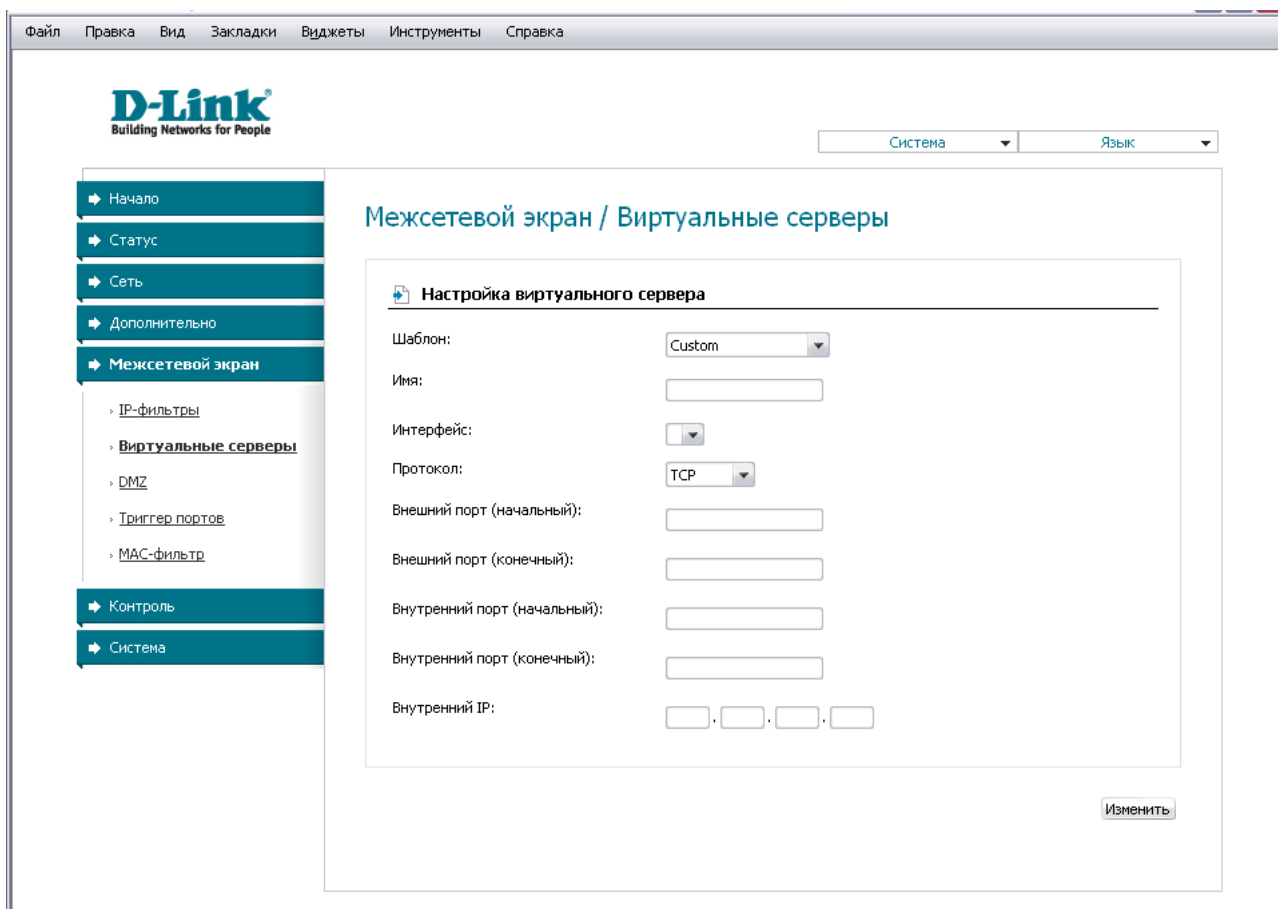 Файл Правка Вид Закладки Виджеты Инструменты Справка
D-Link
Building Networks for People
Система Язык
Начало
Статус
Сеть
Дополнительно
Межсетевой экран
IP-фильтры
Виртуальные серверы
DMZ
Триггер портов
MAC-фильтр
Контроль
Система
Межсетевой экран / Виртуальные серверы
Настройка виртуального сервера
Шаблон: Custom
Имя:
Интерфейс:
Протокол: TCP
Внешний порт (начальный):
Внешний порт (конечный):
Внутренний порт (начальный):
Внутренний порт (конечный):
Внутренний IP: . . .
Изменить